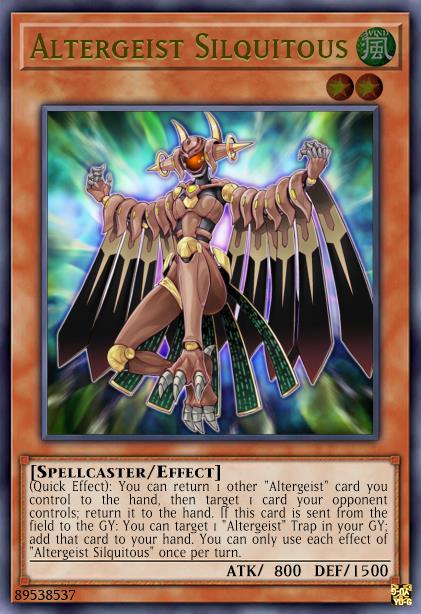 Altergeist Silquitous
WIND
風
[Spellcaster/Effect]
(Quick Effect): You can return 1 other "Altergeist" card you
control to the hand, then target 1 card your opponent
controls; return it to the hand. If this card is sent from the
field to the GY: You can target 1 "Altergeist" Trap in your GY;
add that card to your hand. You can only use each effect of
"Altergeist Silquitous" once per turn.
ATK/ 800 DEF/1500
89538537